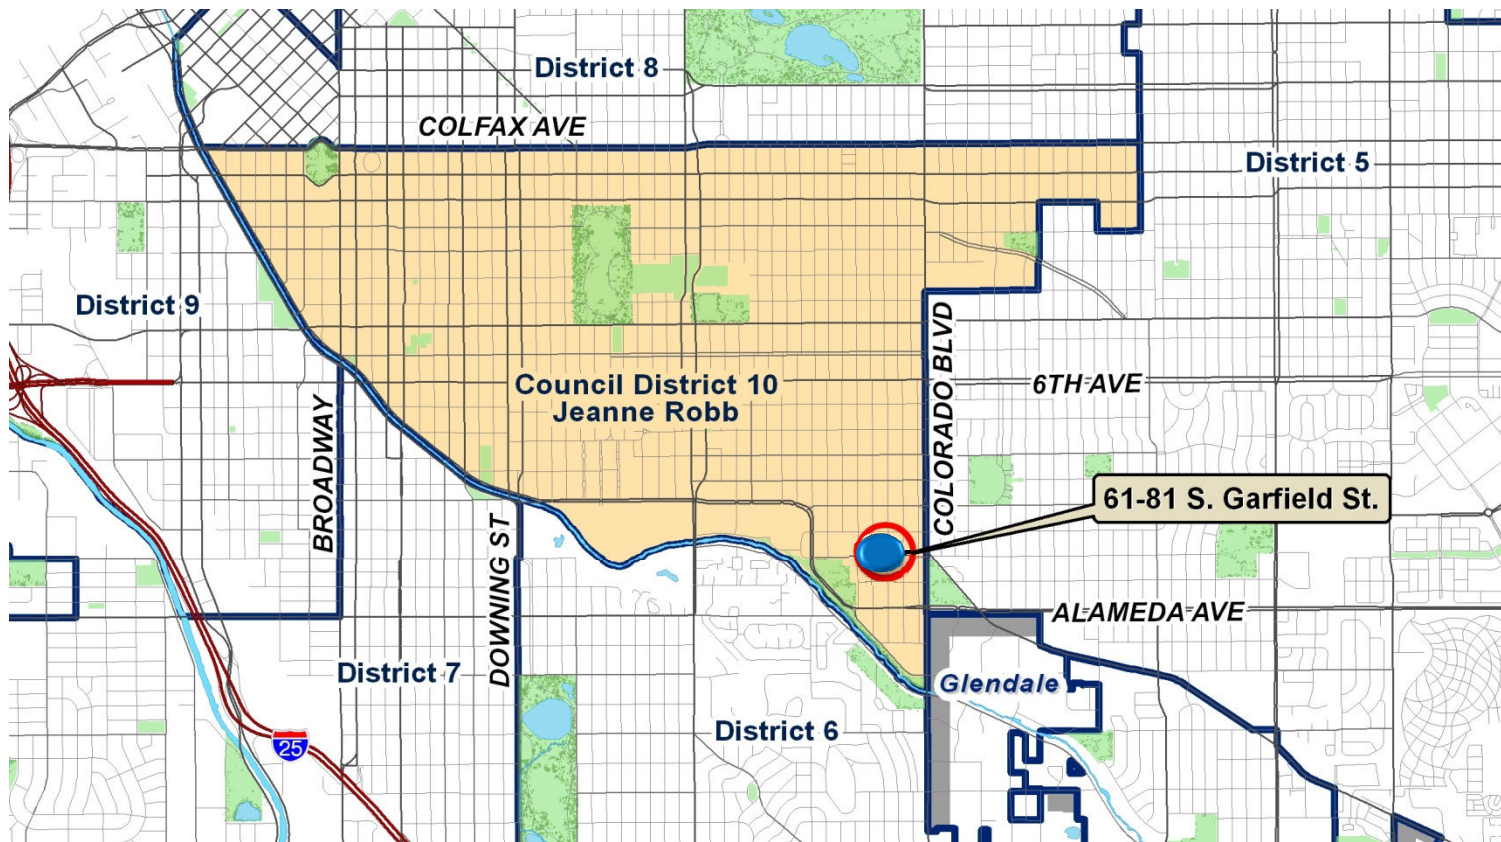 District 8
COLFAX AVE
District 5
District 9
COLORADO BLVD
Council District 10
Jeanne Robb
6TH AVE
BROADWAY
61-81 S. Garfield St.
DOWNING ST
ALAMEDA AVE
District 7
Glendale
District 6
25